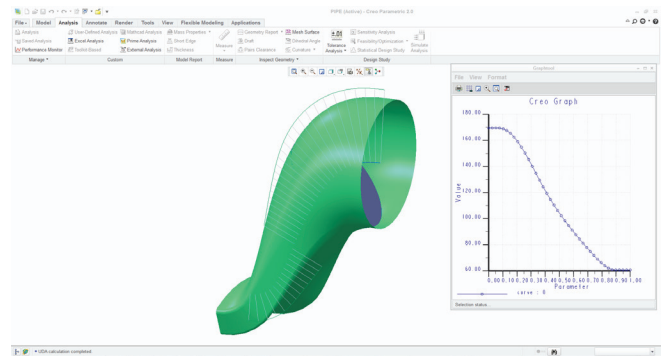 PIPE (Active) - Creo Parametric 2.0
File Model Analysis Annotate Render Tools View Flexible Modeling Applications
Analysis User-Defined Analysis Mathcad Analysis Mass Properties Geometry Report Mesh Surface Sensitivity Analysis
Saved Analysis Excel Analysis Prime Analysis Short Edge Draft Dihedral Angle Feasibility/Optimization
Performance Monitor Toolkit-Based External Analysis Thickness Measure Pairs Clearance Curvature Tolerance Analysis Statistical Design Study Simulate Analysis
Manage Custom Model Report Measure Inspect Geometry Design Study
Graphtool
File View Format
Creo Graph
180.00
160.00
140.00
120.00
100.00
80.00
60.00
Value
0.00 0.10 0.20 0.30 0.40 0.50 0.60 0.70 0.80 0.90 1.00
Parameter
curve : 0
Selection status...
UDA calculation completed.